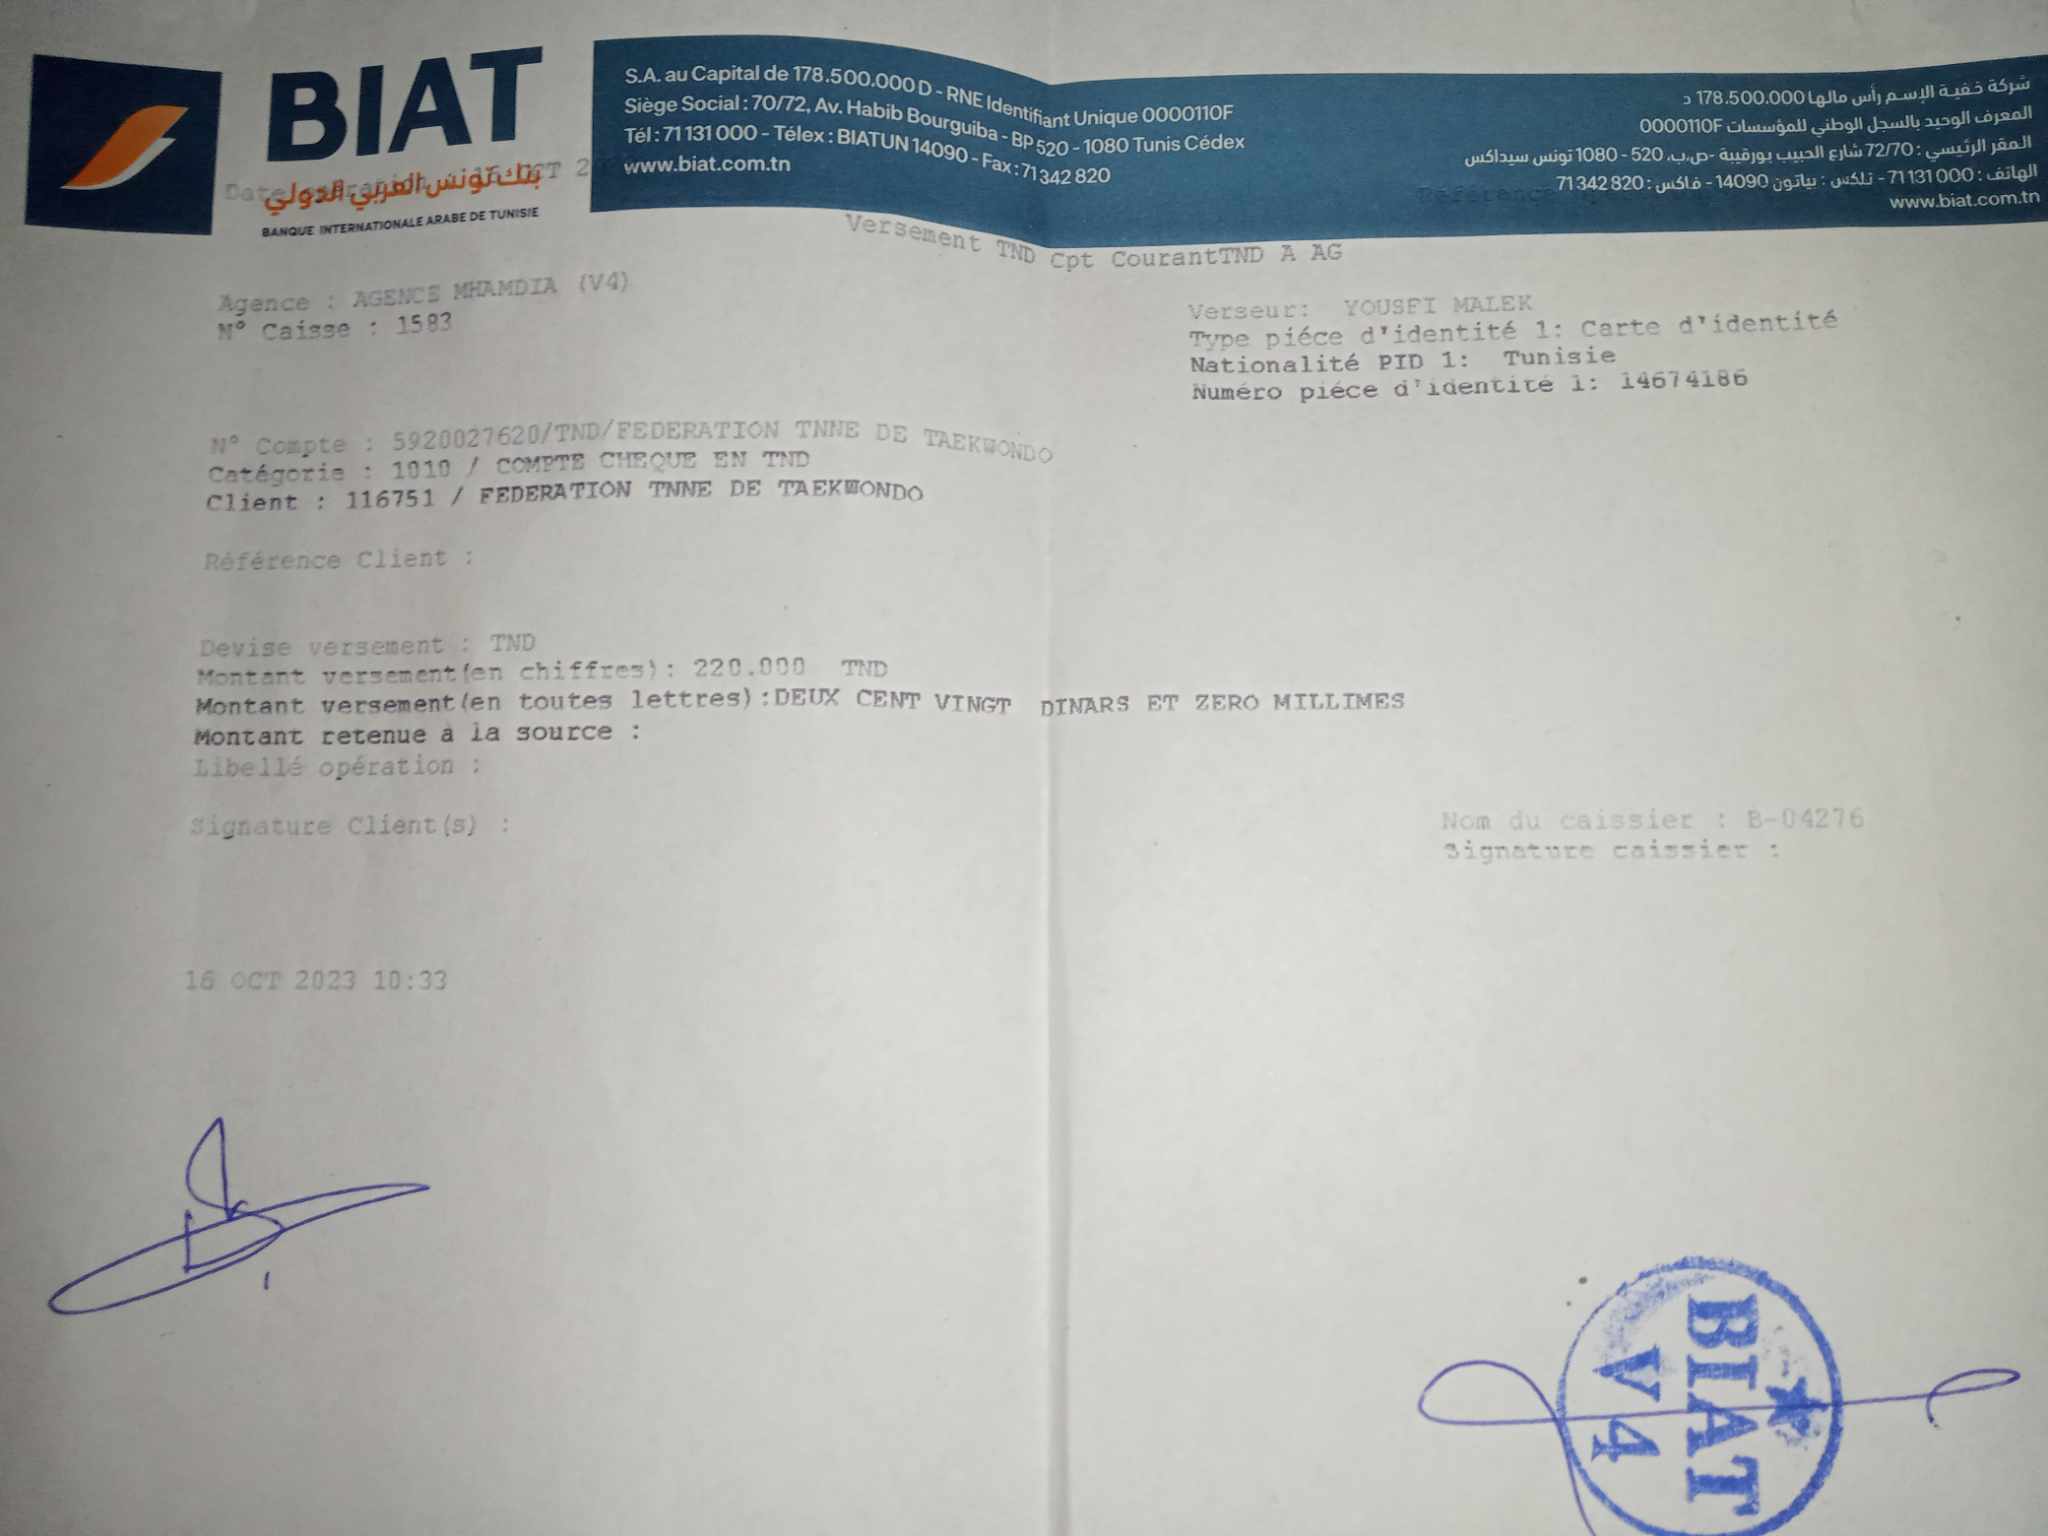 BIAT
بنك تونس العربي الدولي
BANQUE INTERNATIONALE ARABE DE TUNISIE
S.A. au Capital de 178.500.000 D - RNE Identifiant Unique 0000110F
Siège Social : 70/72, Av. Habib Bourguiba - BP 520 - 1080 Tunis Cédex
Tél : 71 131 000 - Télex : BIATUN 14090 - Fax : 71 342 820
www.biat.com.tn
شركة خفية الإسم رأس مالها 178.500.000 د
المعرف الوحيد بالسجل الوطني للمؤسسات 0000110F
المقر الرئيسي : 72/70 شارع الحبيب بورقيبة -ص.ب. 520 - 1080 تونس سيداكس
الهاتف : 71 131 000 - تلكس : بياتون 14090 - فاكس : 71 342 820
www.biat.com.tn
Date
Référence
Versement TND Cpt CourantTND A AG
Agence : AGENCE MHAMDIA (V4)
N° Caisse : 1583
Verseur: YOUSFI MALEK
Type piéce d'identité 1: Carte d'identité
Nationalité PID 1: Tunisie
Numéro piéce d'identité 1: 14674186
N° Compte : 5920027620/TND/FEDERATION TNNE DE TAEKWONDO
Catégorie : 1010 / COMPTE CHEQUE EN TND
Client : 116751 / FEDERATION TNNE DE TAEKWONDO
Référence Client :
Devise versement : TND
Montant versement(en chiffres): 220.000 TND
Montant versement(en toutes lettres):DEUX CENT VINGT DINARS ET ZERO MILLIMES
Montant retenue à la source :
Libellé opération :
Signature Client(s) :
Nom du caissier : B-04276
Signature caissier :
16 OCT 2023 10:33
BIAT
V4